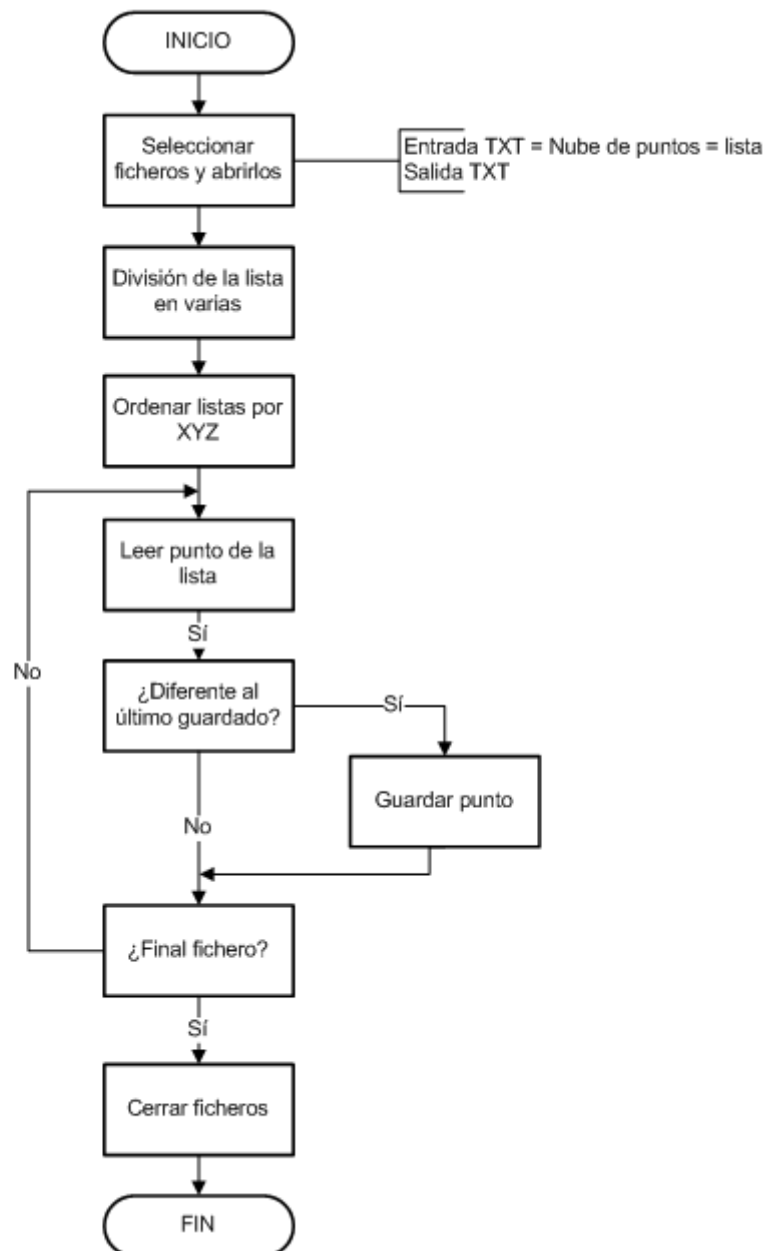 INICIO
Seleccionar
ficheros y abrirlos
Entrada TXT = Nube de puntos = lista
Salida TXT
División de la lista
en varias
Ordenar listas por
XYZ
Leer punto de la
lista
Sí
No
¿Diferente al
último guardado?
Sí
Guardar punto
No
¿Final fichero?
Sí
Cerrar ficheros
FIN